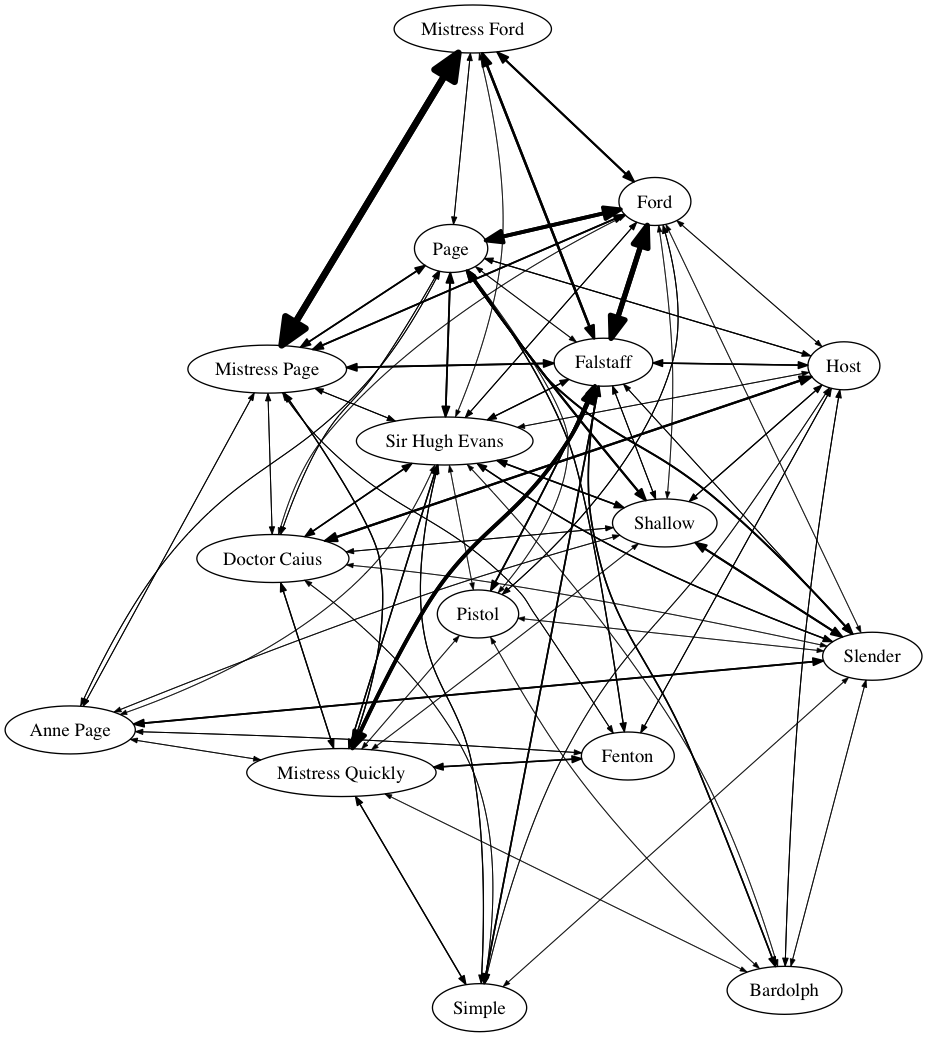 Mistress Ford
Ford
Page
Mistress Page
Falstaff
Host
Sir Hugh Evans
Shallow
Doctor Caius
Pistol
Slender
Anne Page
Mistress Quickly
Fenton
Simple
Bardolph